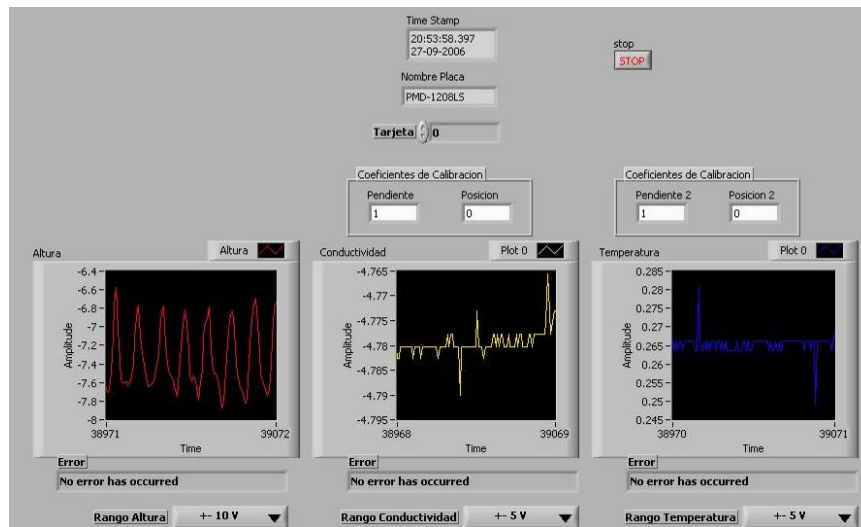 Time Stamp
20:53:58.397
27-09-2006
stop
STOP
Nombre Placa
PMD-1208LS
Tarjeta 0
Coeficientes de Calibracion
Pendiente Posicion
1 0
Coeficientes de Calibracion
Pendiente 2 Posicion 2
1 0
Altura Altura
-6.4
-6.6
-6.8
-7
-7.2
-7.4
-7.6
-7.8
-8
Amplitude
38971 39072
Time
Error
No error has occurred
Rango Altura +- 10 V
Conductividad Plot 0
-4.765
-4.77
-4.775
-4.78
-4.785
-4.79
-4.795
Amplitude
38968 39069
Time
Error
No error has occurred
Rango Conductividad +- 5 V
Temperatura Plot 0
0.285
0.28
0.275
0.27
0.265
0.26
0.255
0.25
0.245
Amplitude
38970 39071
Time
Error
No error has occurred
Rango Temperatura +- 5 V